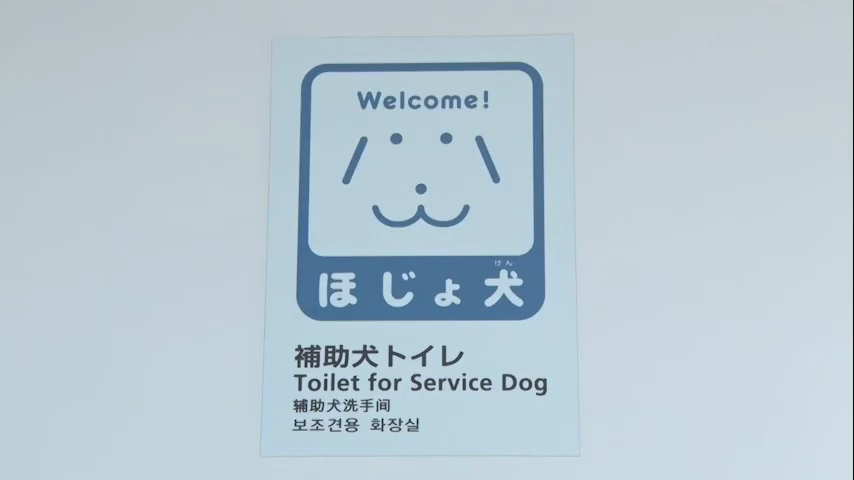 Welcome!
けん
ほじょ犬
補助犬トイレ
Toilet for Service Dog
辅助犬洗手间
보조견용 화장실